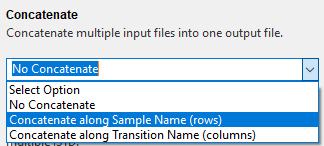 Concatenate
Concatenate multiple input files into one output file.
No Concatenate
Select Option
No Concatenate
Concatenate along Sample Name (rows)
Concatenate along Transition Name (columns)